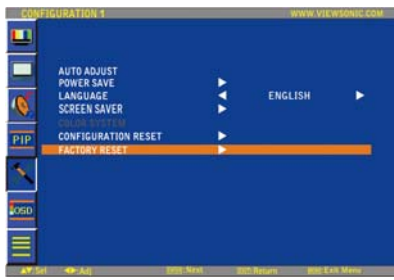 CONFIGURATION 1 WWW.VIEWSONIC.COM
AUTO ADJUST
POWER SAVE
LANGUAGE ENGLISH
SCREEN SAVER
COLOR SYSTEM
PIP CONFIGURATION RESET
FACTORY RESET
OSD
:Sel :Adj :Next :Return :Exit Menu